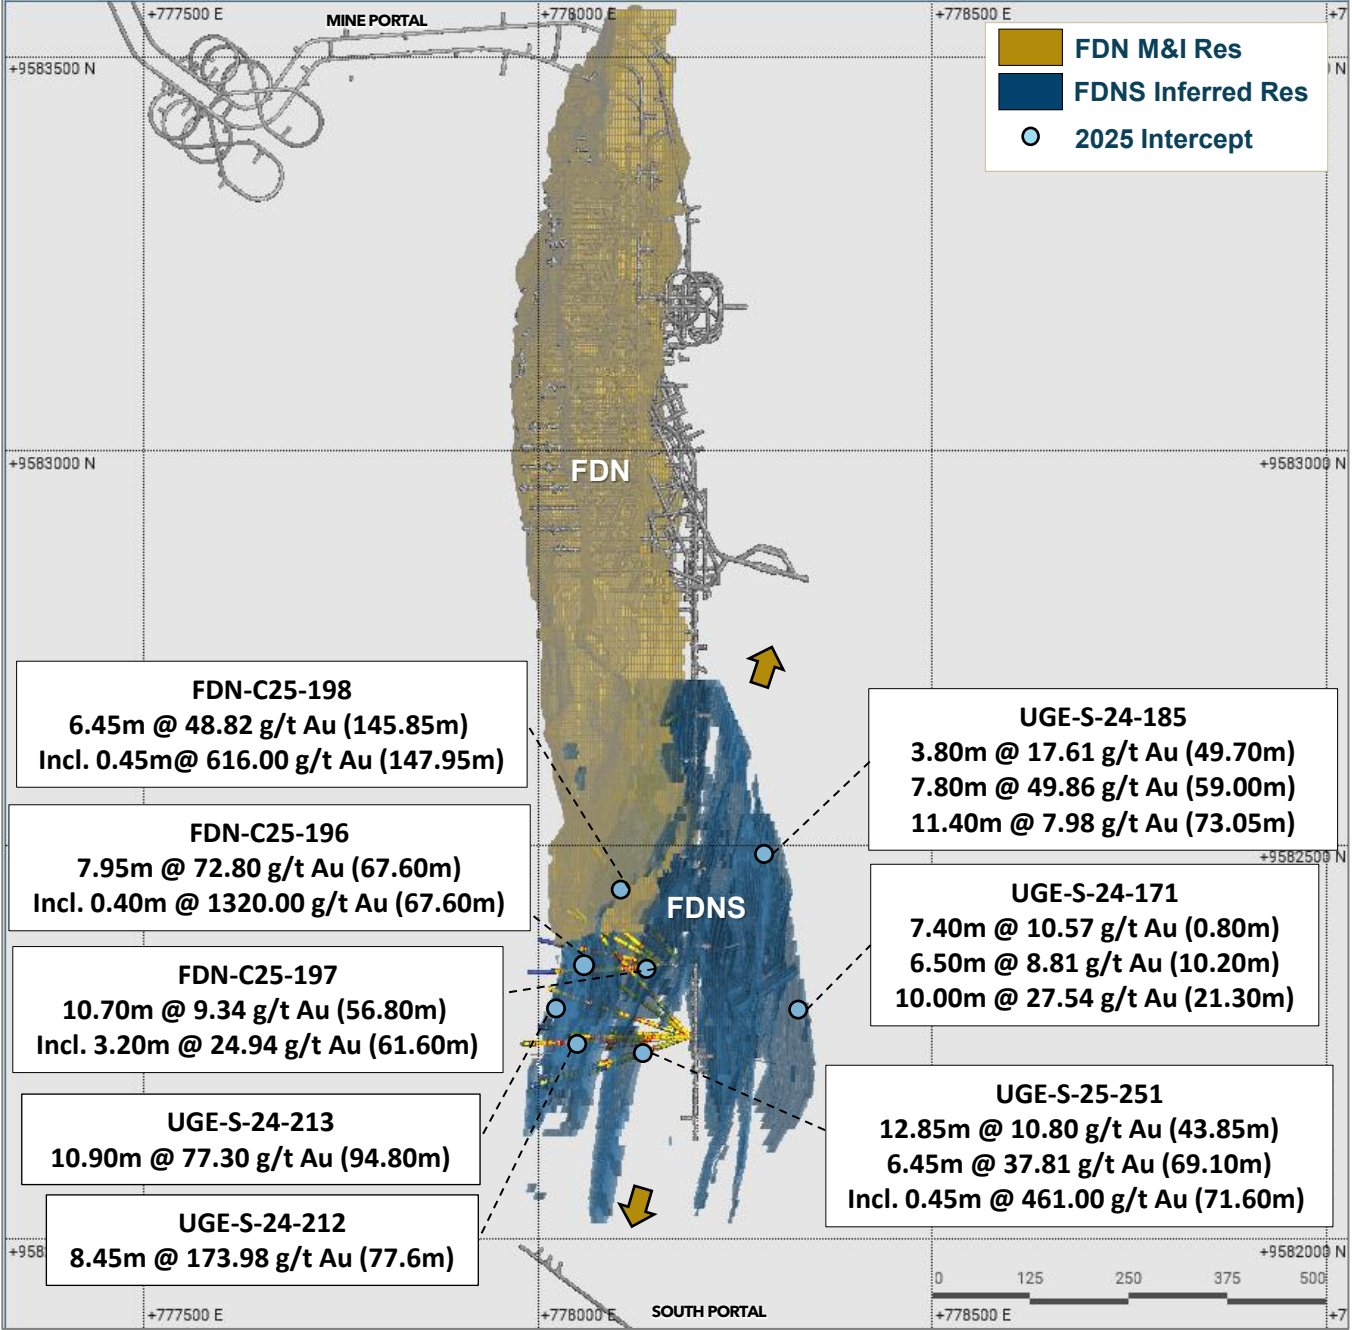 +777500 E
MINE PORTAL
+778000 E
+778500 E
+7
+9583500 N
N
FDN M&I Res
FDNS Inferred Res
2025 Intercept
+9583000 N
FDN
+9583000 N
FDN-C25-198
6.45m @ 48.82 g/t Au (145.85m)
Incl. 0.45m@ 616.00 g/t Au (147.95m)
UGE-S-24-185
3.80m @ 17.61 g/t Au (49.70m)
7.80m @ 49.86 g/t Au (59.00m)
11.40m @ 7.98 g/t Au (73.05m)
FDN-C25-196
7.95m @ 72.80 g/t Au (67.60m)
Incl. 0.40m @ 1320.00 g/t Au (67.60m)
+9582500 N
FDNS
UGE-S-24-171
7.40m @ 10.57 g/t Au (0.80m)
6.50m @ 8.81 g/t Au (10.20m)
10.00m @ 27.54 g/t Au (21.30m)
FDN-C25-197
10.70m @ 9.34 g/t Au (56.80m)
Incl. 3.20m @ 24.94 g/t Au (61.60m)
UGE-S-25-251
12.85m @ 10.80 g/t Au (43.85m)
6.45m @ 37.81 g/t Au (69.10m)
Incl. 0.45m @ 461.00 g/t Au (71.60m)
UGE-S-24-213
10.90m @ 77.30 g/t Au (94.80m)
UGE-S-24-212
8.45m @ 173.98 g/t Au (77.6m)
+958
+9582000 N
0 125 250 375 500
+777500 E
+778000 E
SOUTH PORTAL
+778500 E
+7